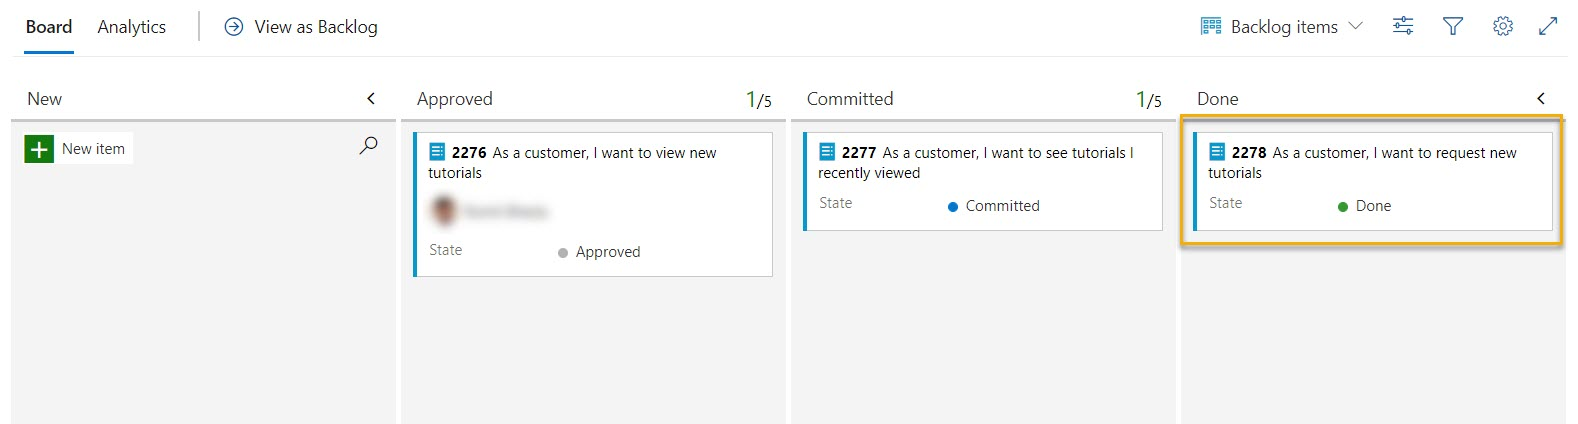 Board Analytics View as Backlog Backlog items
New
New item
Approved 1/5
2276 As a customer, I want to view new
tutorials
State Approved
Committed 1/5
2277 As a customer, I want to see tutorials I
recently viewed
State Committed
Done
2278 As a customer, I want to request new
tutorials
State Done